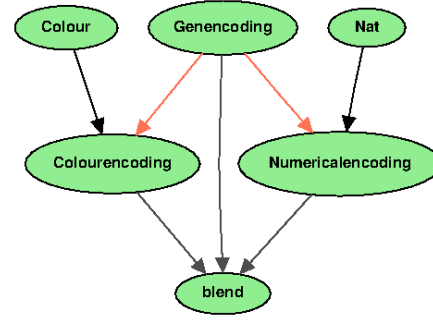 Colour
Genencoding
Nat
Colourencoding
Numericalencoding
blend